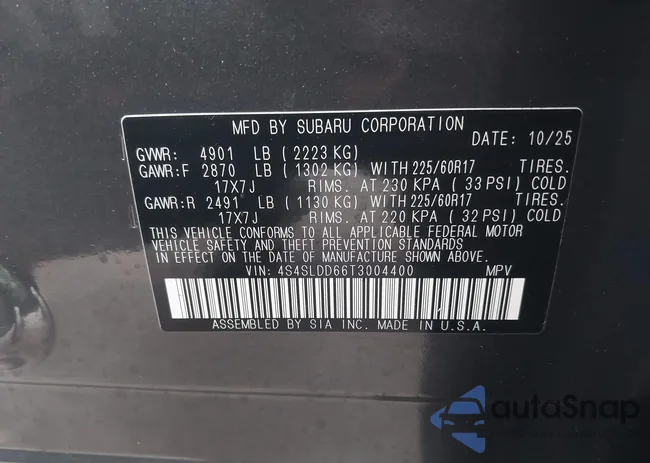 MFD BY SUBARU CORPORATION
DATE: 10/25
GVWR: 4901 LB ( 2223 KG)
GAWR:F 2870 LB ( 1302 KG) WITH 225/60R17 TIRES.
17X7J RIMS. AT 230 KPA ( 33 PSI) COLD
GAWR:R 2491 LB ( 1130 KG) WITH 225/60R17 TIRES.
17X7J RIMS. AT 220 KPA ( 32 PSI) COLD
THIS VEHICLE CONFORMS TO ALL APPLICABLE FEDERAL MOTOR
VEHICLE SAFETY AND THEFT PREVENTION STANDARDS
IN EFFECT ON THE DATE OF MANUFACTURE SHOWN ABOVE.
VIN: 4S4SLDD66T3004400 MPV
ASSEMBLED BY SIA INC. MADE IN U.S.A.
autoSnap